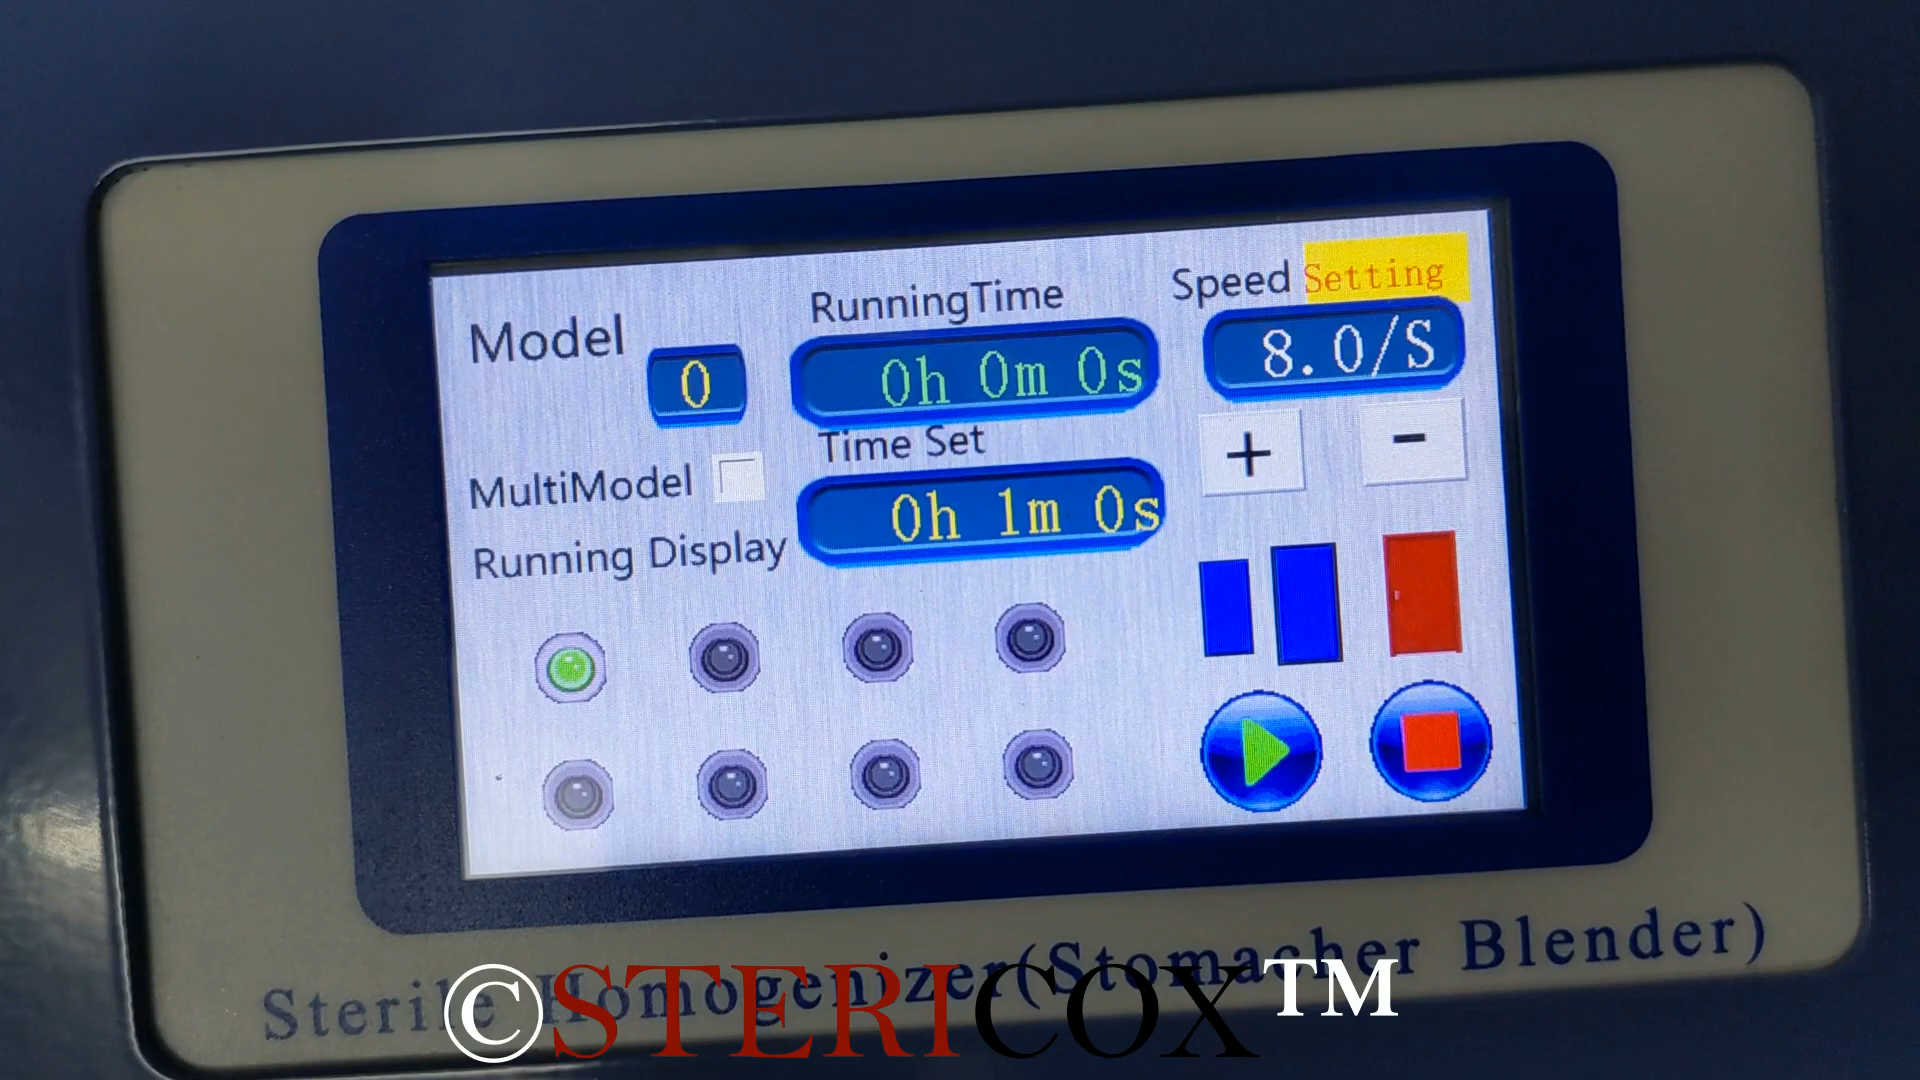 Model
0
RunningTime
0h 0m 0s
Speed Setting
8.0/S
+ -
Time Set
0h 1m 0s
MultiModel
Running Display
Sterile Homogenizer(Stomacher Blender)
©STERICOX™